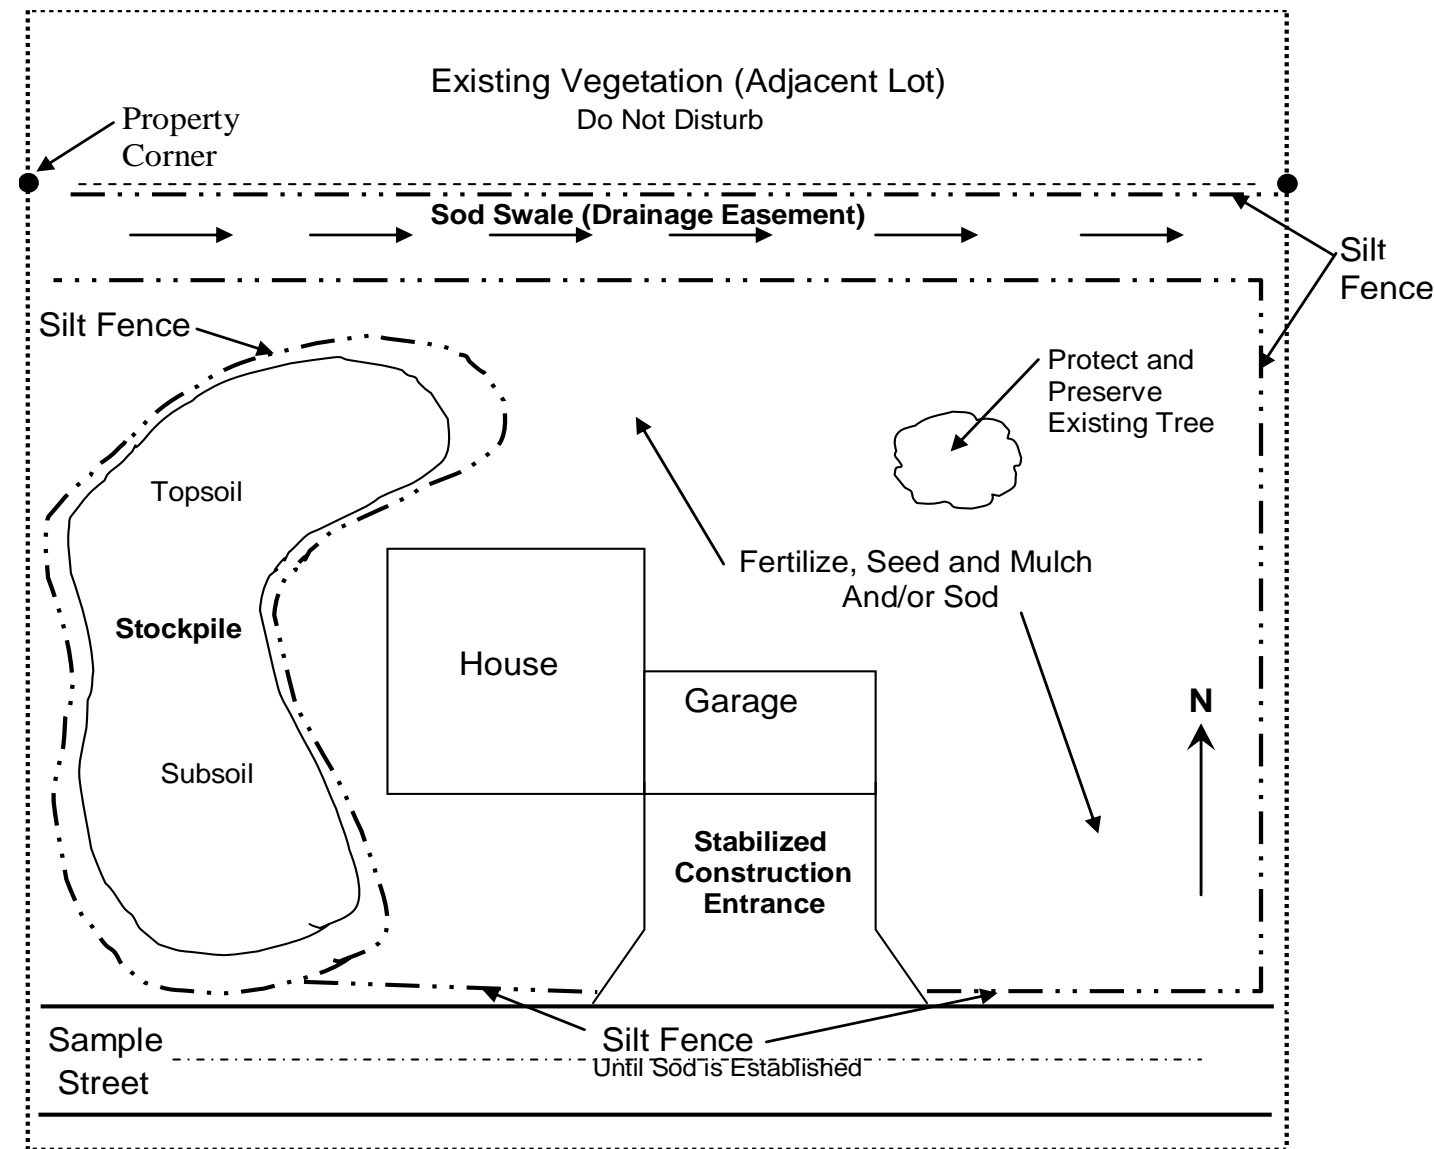 Existing Vegetation (Adjacent Lot)
Do Not Disturb
Property
Corner
Sod Swale (Drainage Easement)
Silt
Fence
Silt Fence
Protect and
Preserve
Existing Tree
Topsoil
Fertilize, Seed and Mulch
And/or Sod
Stockpile
House
Garage
N
Subsoil
Stabilized
Construction
Entrance
Sample
Street
Silt Fence
Until Sod is Established